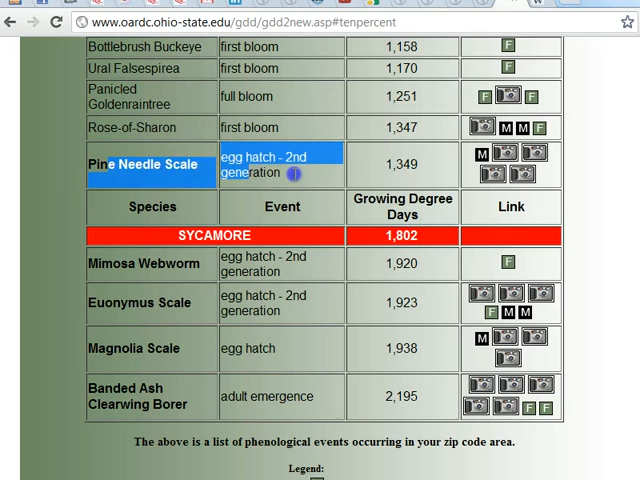 www.oardc.ohio-state.edu/gdd/gdd2new.asp#tenpercent
Bottlebrush Buckeye first bloom 1,158 F
Ural Falsespirea first bloom 1,170 F
Panicled
Goldenraintree full bloom 1,251 F F
Rose-of-Sharon first bloom 1,347 M M F
Pine Needle Scale egg hatch - 2nd
generation 1,349 M
Species Event Growing Degree
Days Link
SYCAMORE 1,802
Mimosa Webworm egg hatch - 2nd
generation 1,920 F
Euonymus Scale egg hatch - 2nd
generation 1,923 F M M
Magnolia Scale egg hatch 1,938 M
Banded Ash
Clearwing Borer adult emergence 2,195 F F
The above is a list of phenological events occurring in your zip code area.
Legend: